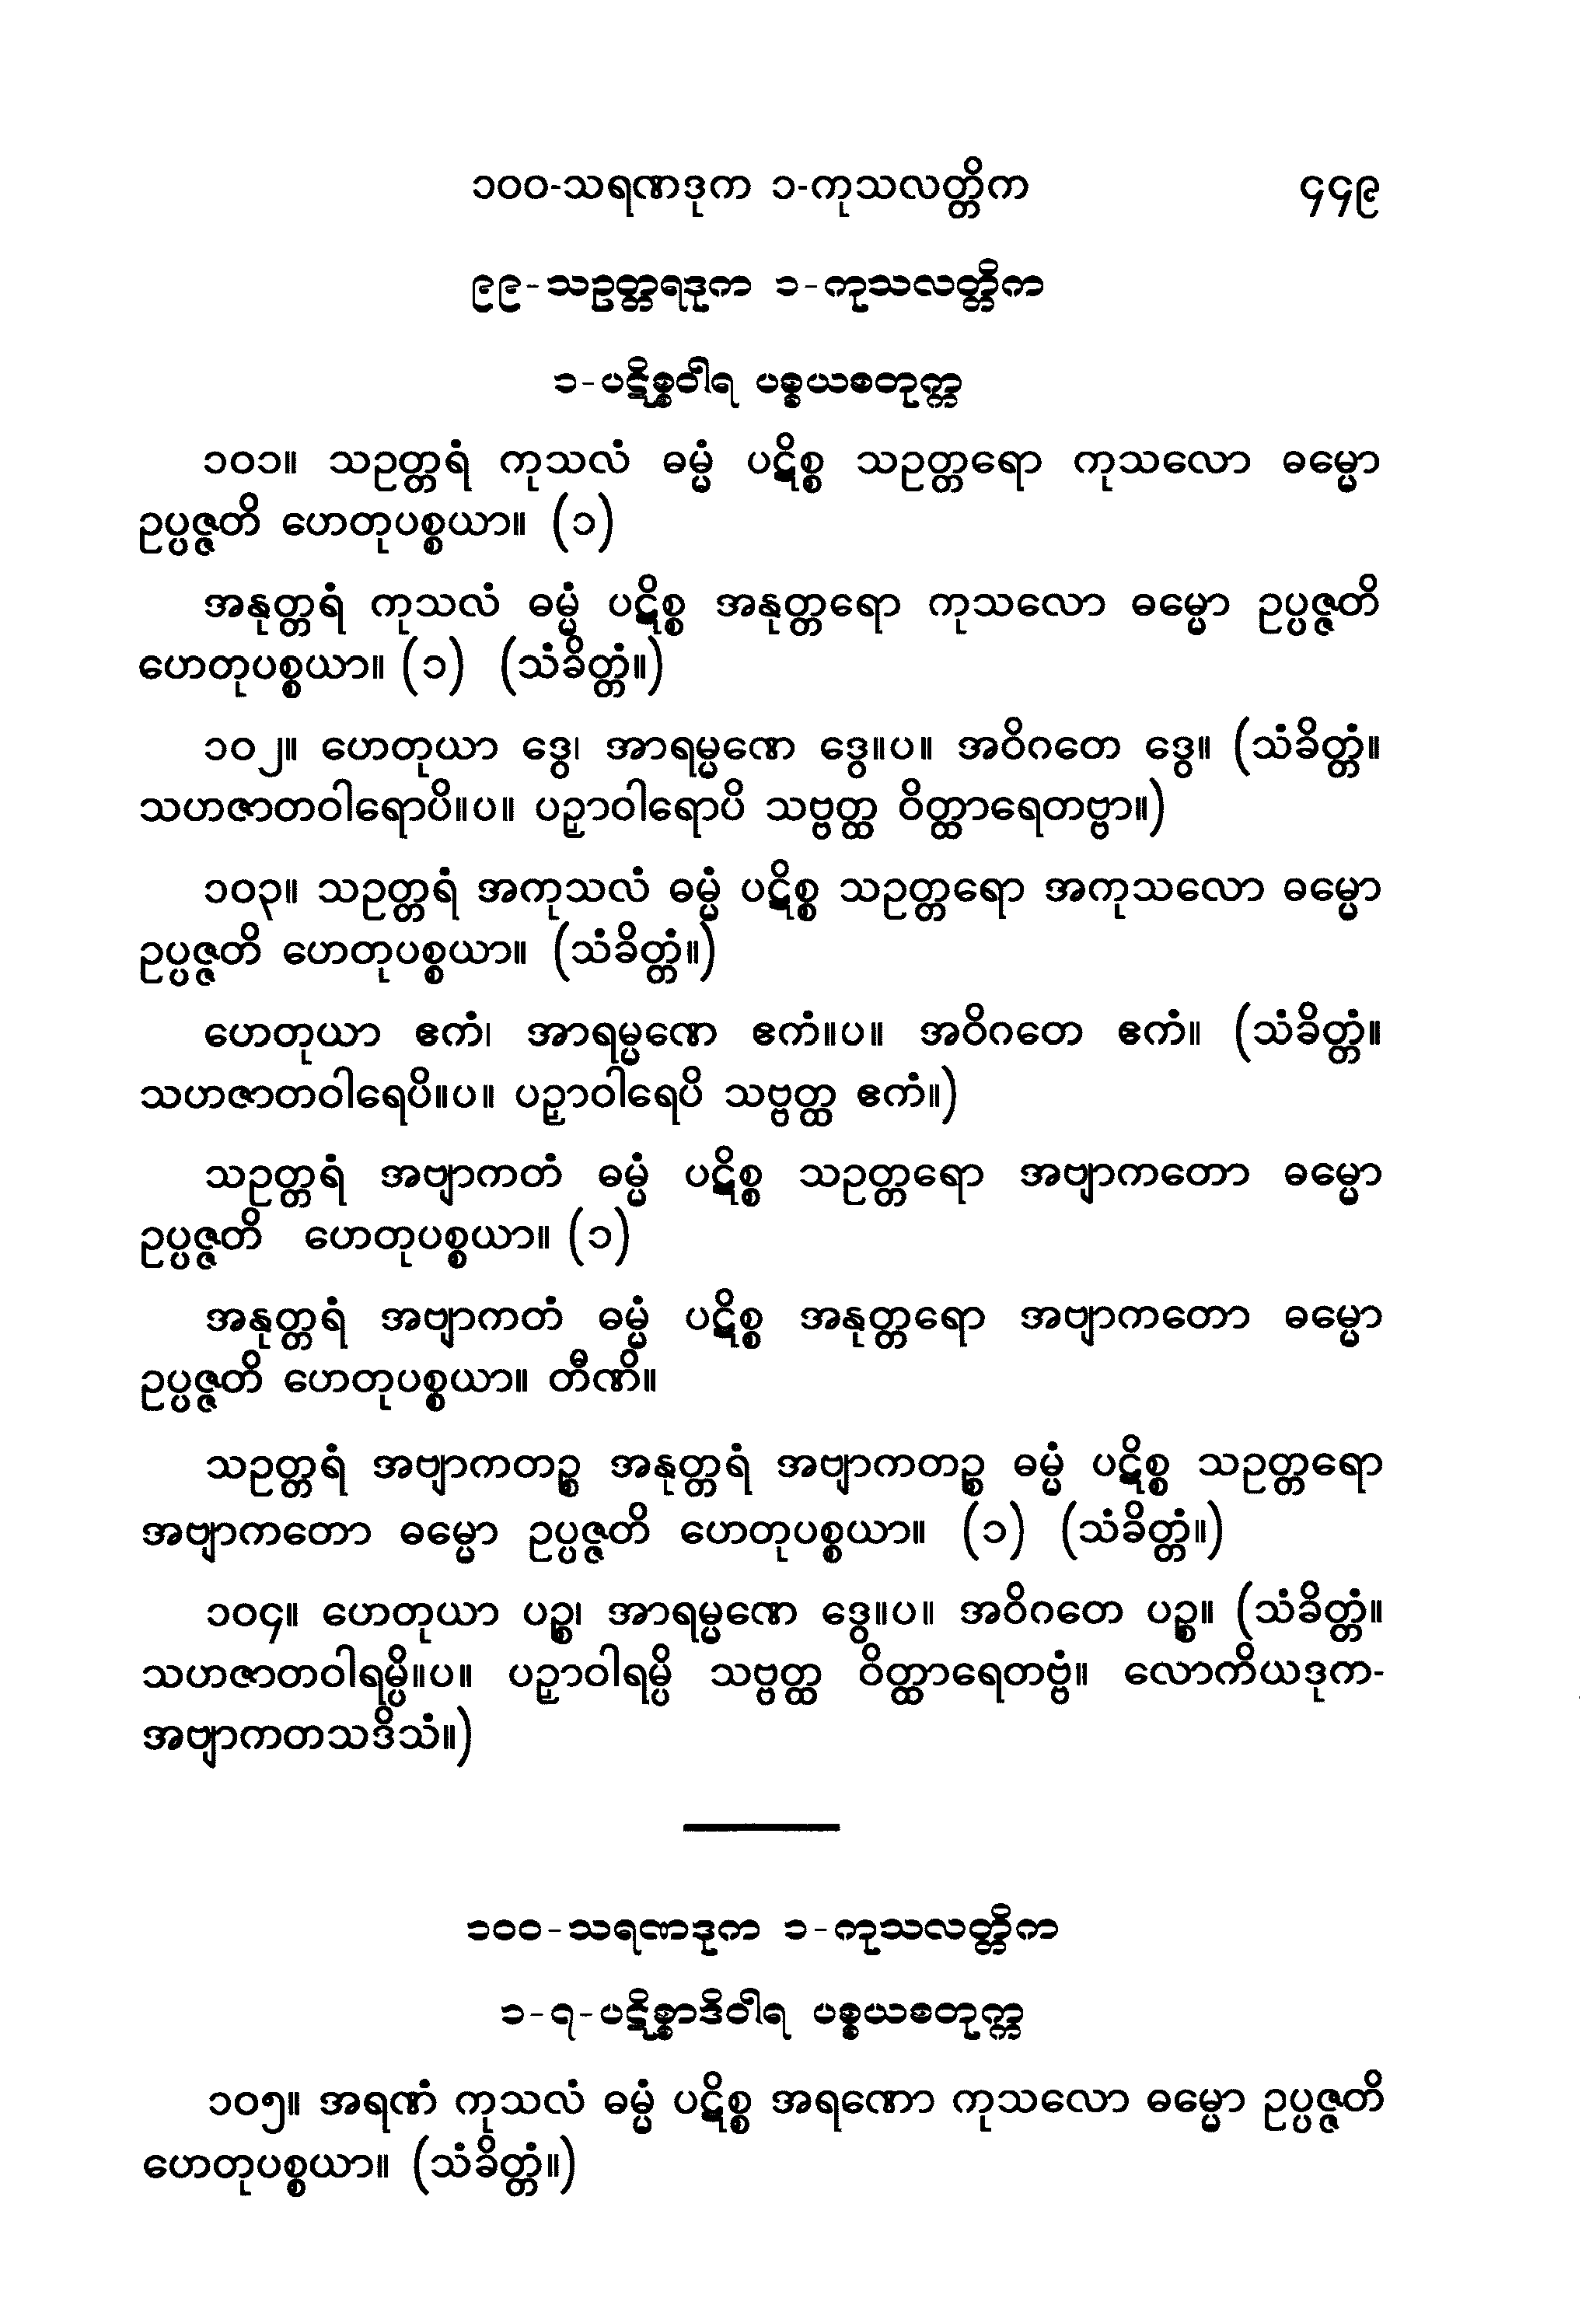 ၁၀၀-သရဏဒုက ၁-ကုသလတ္တိက ၄၄၉
၉၉-သဥတ္တရဒုက ၁-ကုသလတ္တိက
၁-ပဋိစ္စဝါရ ပစ္စယစတုက္က
၁၀၁။ သဥတ္တရံ ကုသလံ ဓမ္မံ ပဋိစ္စ သဥတ္တရော ကုသလော ဓမ္မော
ဥပ္ပဇ္ဇတိ ဟေတုပစ္စယာ။ (၁)
အနုတ္တရံ ကုသလံ ဓမ္မံ ပဋိစ္စ အနုတ္တရော ကုသလော ဓမ္မော ဥပ္ပဇ္ဇတိ
ဟေတုပစ္စယာ။ (၁) (သံခိတ္တံ။)
၁၀၂။ ဟေတုယာ ဒွေ၊ အာရမ္မဏေ ဒွေ။ပ။ အဝိဂတေ ဒွေ။ (သံခိတ္တံ။
သဟဇာတဝါရောပိ။ပ။ ပဉှာဝါရောပိ သဗ္ဗတ္ထ ဝိတ္ထာရေတဗ္ဗာ။)
၁၀၃။ သဥတ္တရံ အကုသလံ ဓမ္မံ ပဋိစ္စ သဥတ္တရော အကုသလော ဓမ္မော
ဥပ္ပဇ္ဇတိ ဟေတုပစ္စယာ။ (သံခိတ္တံ။)
ဟေတုယာ ဧကံ၊ အာရမ္မဏေ ဧကံ။ပ။ အဝိဂတေ ဧကံ။ (သံခိတ္တံ။
သဟဇာတဝါရေပိ။ပ။ ပဉှာဝါရေပိ သဗ္ဗတ္ထ ဧကံ။)
သဥတ္တရံ အဗျာကတံ ဓမ္မံ ပဋိစ္စ သဥတ္တရော အဗျာကတော ဓမ္မော
ဥပ္ပဇ္ဇတိ ဟေတုပစ္စယာ။ (၁)
အနုတ္တရံ အဗျာကတံ ဓမ္မံ ပဋိစ္စ အနုတ္တရော အဗျာကတော ဓမ္မော
ဥပ္ပဇ္ဇတိ ဟေတုပစ္စယာ။ တီဏိ။
သဥတ္တရံ အဗျာကတဉ္စ အနုတ္တရံ အဗျာကတဉ္စ ဓမ္မံ ပဋိစ္စ သဥတ္တရော
အဗျာကတော ဓမ္မော ဥပ္ပဇ္ဇတိ ဟေတုပစ္စယာ။ (၁) (သံခိတ္တံ။)
၁၀၄။ ဟေတုယာ ပဉ္စ၊ အာရမ္မဏေ ဒွေ။ပ။ အဝိဂတေ ပဉ္စ။ (သံခိတ္တံ။
သဟဇာတဝါရမ္ပိ။ပ။ ပဉှာဝါရမ္ပိ သဗ္ဗတ္ထ ဝိတ္ထာရေတဗ္ဗံ။ လောကိယဒုက-
အဗျာကတသဒိသံ။)
၁၀၀-သရဏဒုက ၁-ကုသလတ္တိက
၁-၇-ပဋိစ္စာဒိဝါရ ပစ္စယစတုက္က
၁၀၅။ အရဏံ ကုသလံ ဓမ္မံ ပဋိစ္စ အရဏော ကုသလော ဓမ္မော ဥပ္ပဇ္ဇတိ
ဟေတုပစ္စယာ။ (သံခိတ္တံ။)